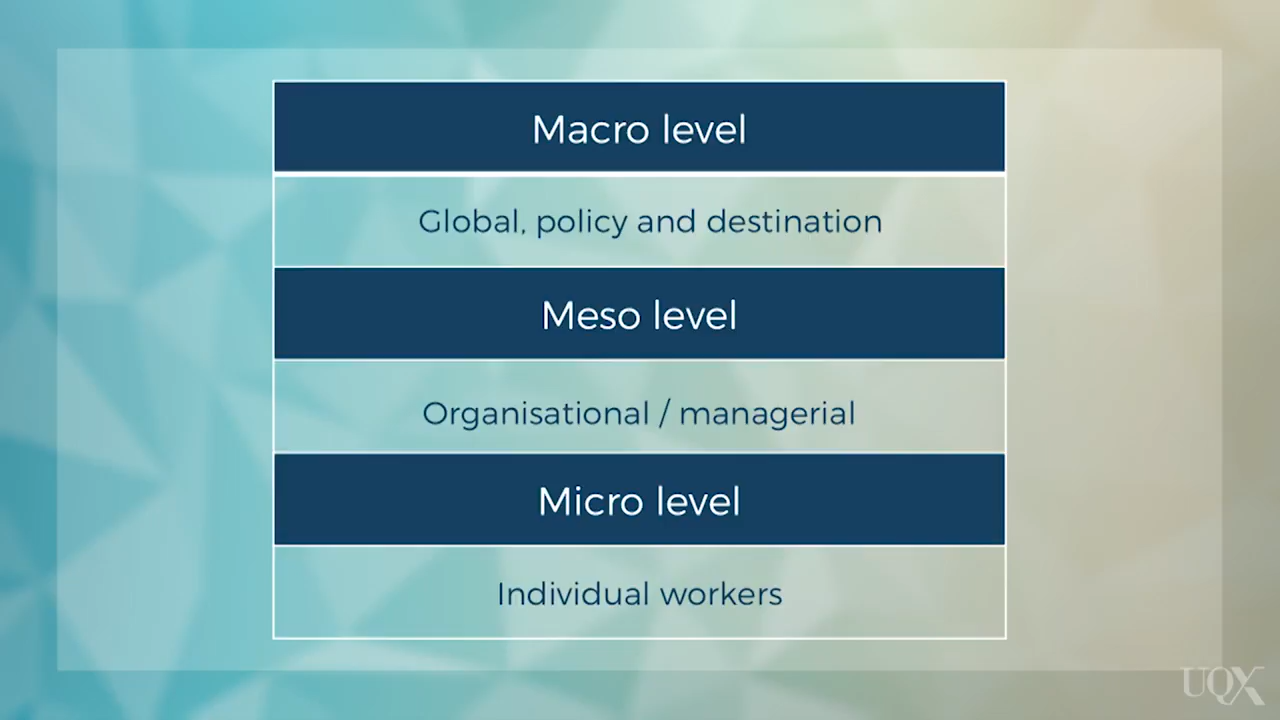 Macro level
Global, policy and destination
Meso level
Organisational / managerial
Micro level
Individual workers
UQX